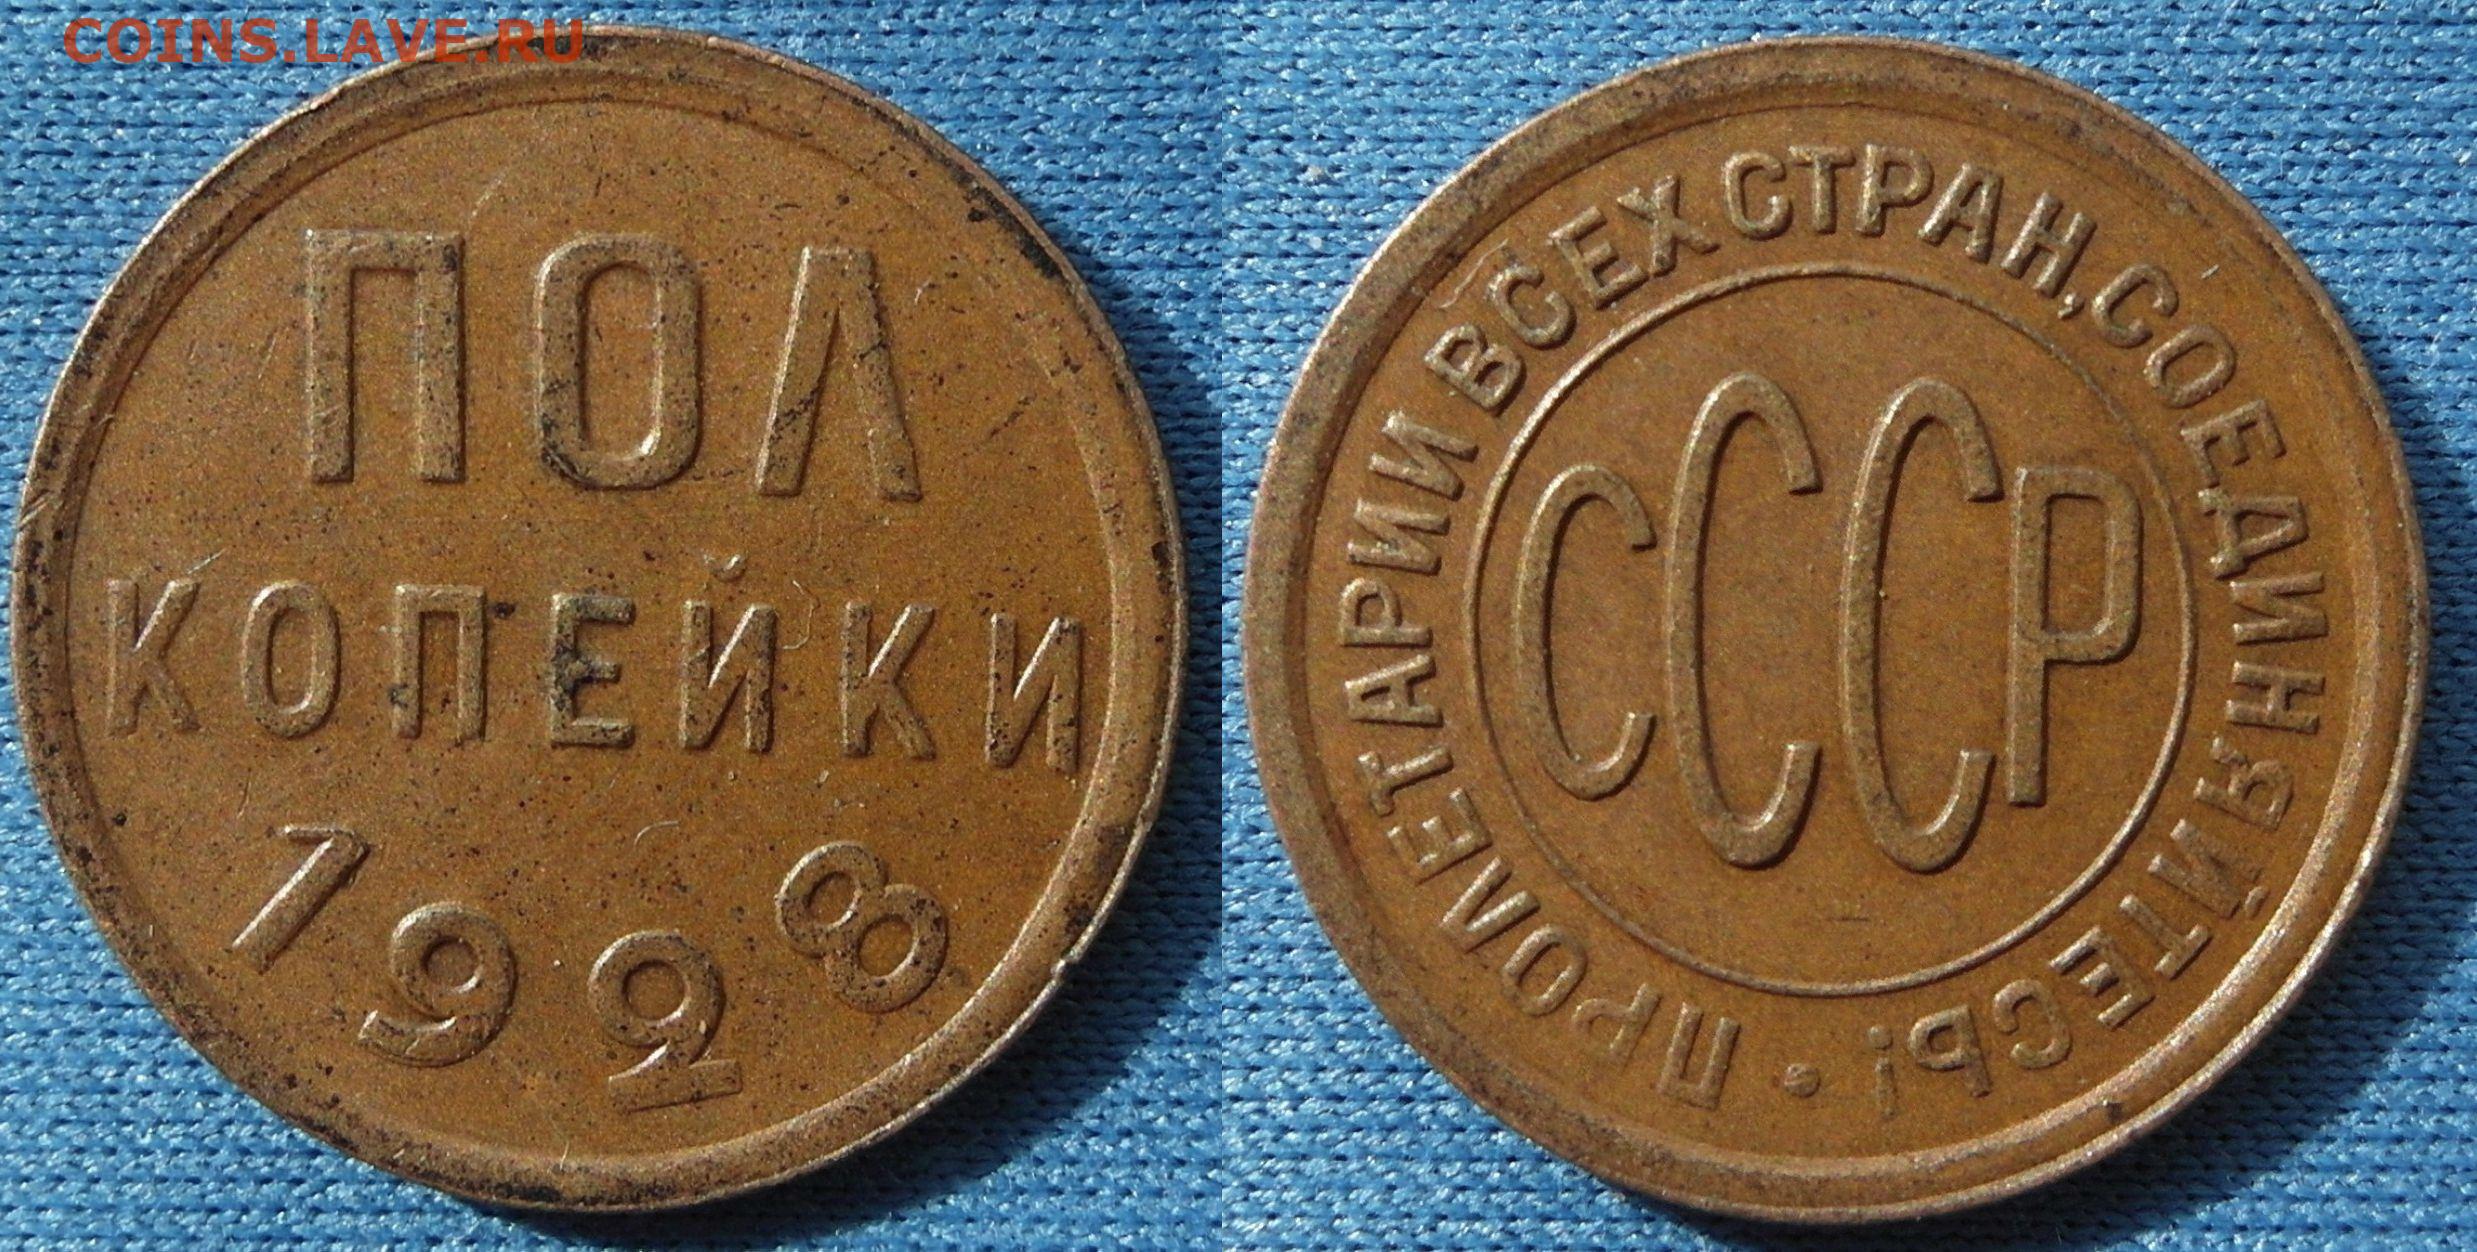 COINS.LAVE.RU
ПОЛ
КОПЕЙКИ
1928
ПРОЛЕТАРИИ ВСЕХ СТРАН, СОЕДИНЯЙТЕСЬ! •
СССР